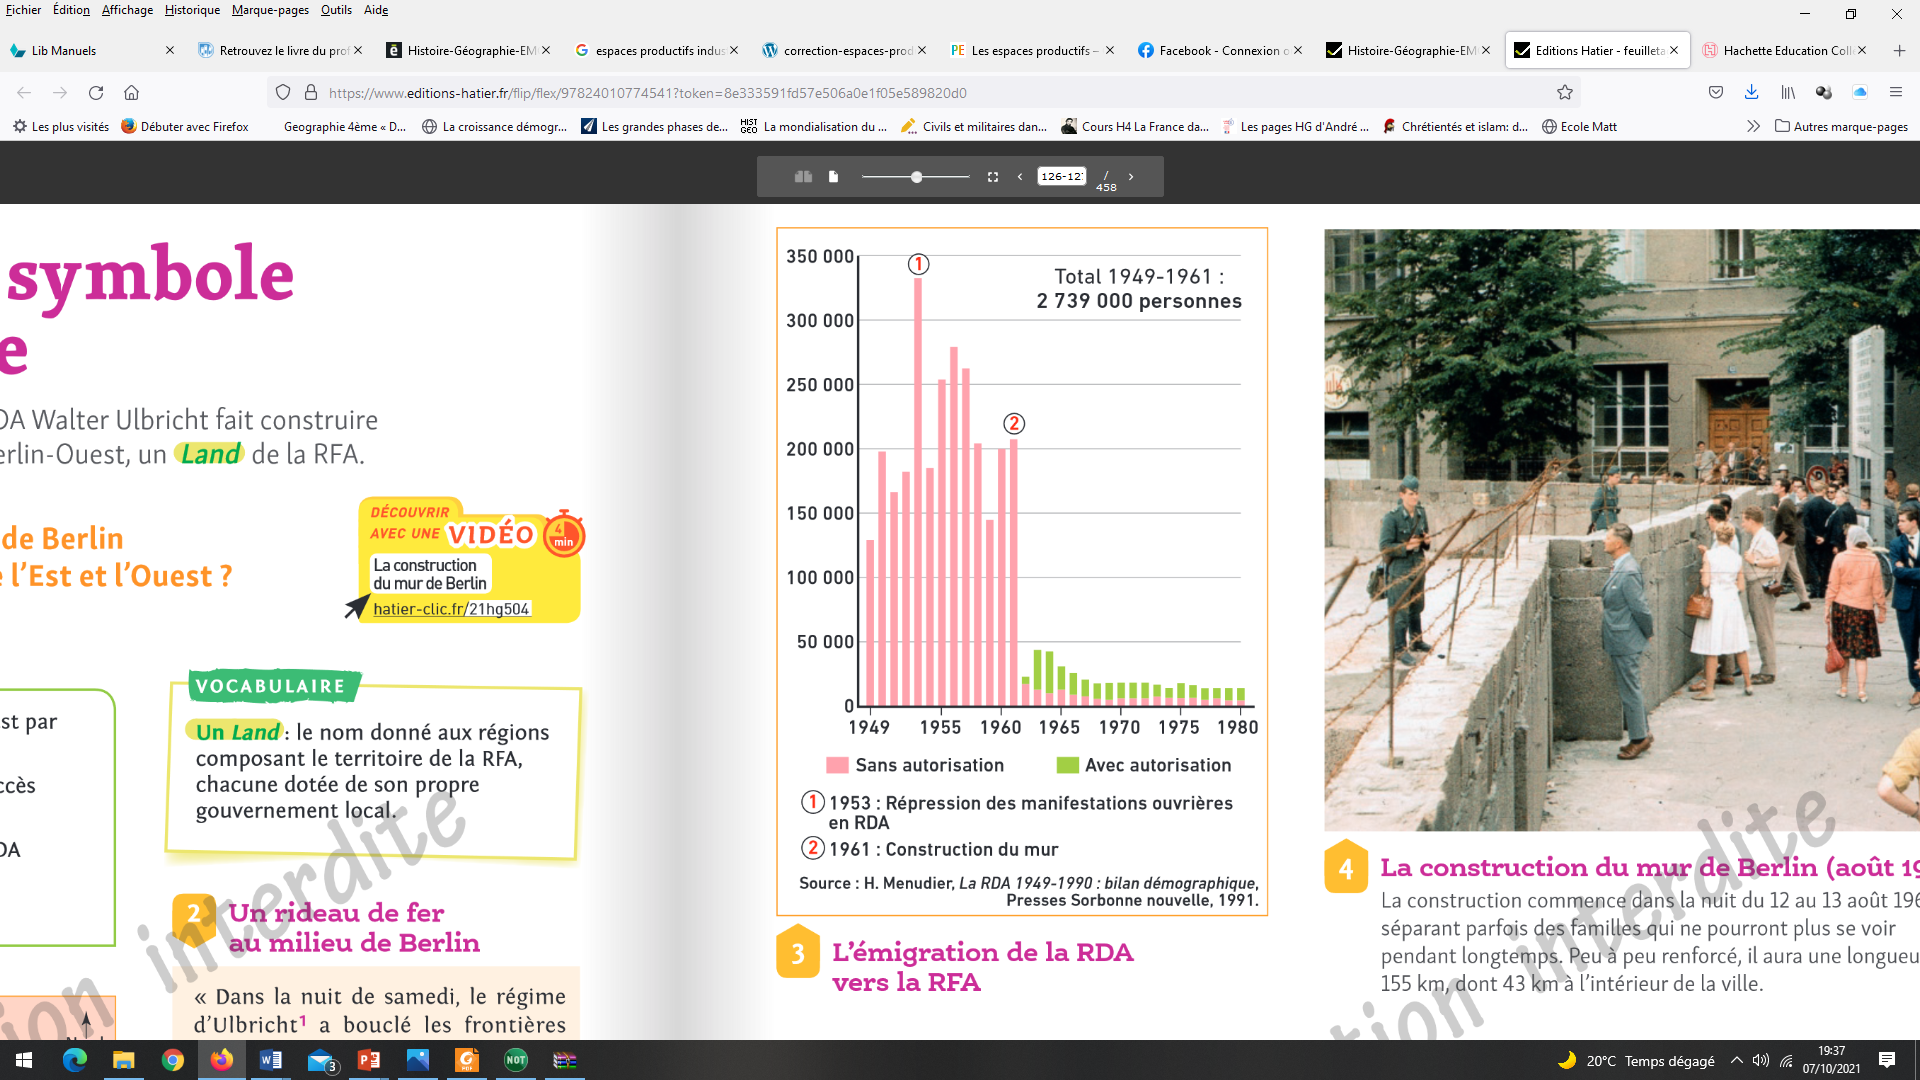 Fichier Édition Affichage Historique Marque-pages Outils Aide
Lib Manuels
Retrouvez le livre du prof
Histoire-Géographie-EM
espaces productifs indus
correction-espaces-prod
Les espaces productifs –
Facebook - Connexion o
Histoire-Géographie-EM
Editions Hatier - feuilleta
Hachette Education Coll
https://www.editions-hatier.fr/flip/flex/97824010774541?token=8e333591fd57e506a0e1f05e589820d0
Les plus visités
Débuter avec Firefox
Geographie 4ème « D...
La croissance démogr...
Les grandes phases de...
HIST GEO
La mondialisation du ...
Civils et militaires dan...
Cours H4 La France da...
Les pages HG d'André ...
Chrétientés et islam: d...
Ecole Matt
Autres marque-pages
126-12
/
458
symbole
e
DA Walter Ulbricht fait construire
erlin-Ouest, un Land de la RFA.
de Berlin
e l'Est et l'Ouest ?
DÉCOUVRIR
AVEC UNE VIDÉO
4 min
La construction
du mur de Berlin
hatier-clic.fr/21hg504
st par
ccès
DA
VOCABULAIRE
Un Land : le nom donné aux régions
composant le territoire de la RFA,
chacune dotée de son propre
gouvernement local.
2 Un rideau de fer
au milieu de Berlin
« Dans la nuit de samedi, le régime
d'Ulbricht1 a bouclé les frontières
350 000
300 000
250 000
200 000
150 000
100 000
50 000
0
1
2
Total 1949-1961 :
2 739 000 personnes
1949 1955 1960 1965 1970 1975 1980
Sans autorisation Avec autorisation
1 1953 : Répression des manifestations ouvrières
en RDA
2 1961 : Construction du mur
Source : H. Menudier, La RDA 1949-1990 : bilan démographique,
Presses Sorbonne nouvelle, 1991.
3 L'émigration de la RDA
vers la RFA
4 La construction du mur de Berlin (août 19
La construction commence dans la nuit du 12 au 13 août 196
séparant parfois des familles qui ne pourront plus se voir
pendant longtemps. Peu à peu renforcé, il aura une longueu
155 km, dont 43 km à l'intérieur de la ville.
ion interdite
tion interdite
3
NOT
20°C Temps dégagé
19:37
07/10/2021